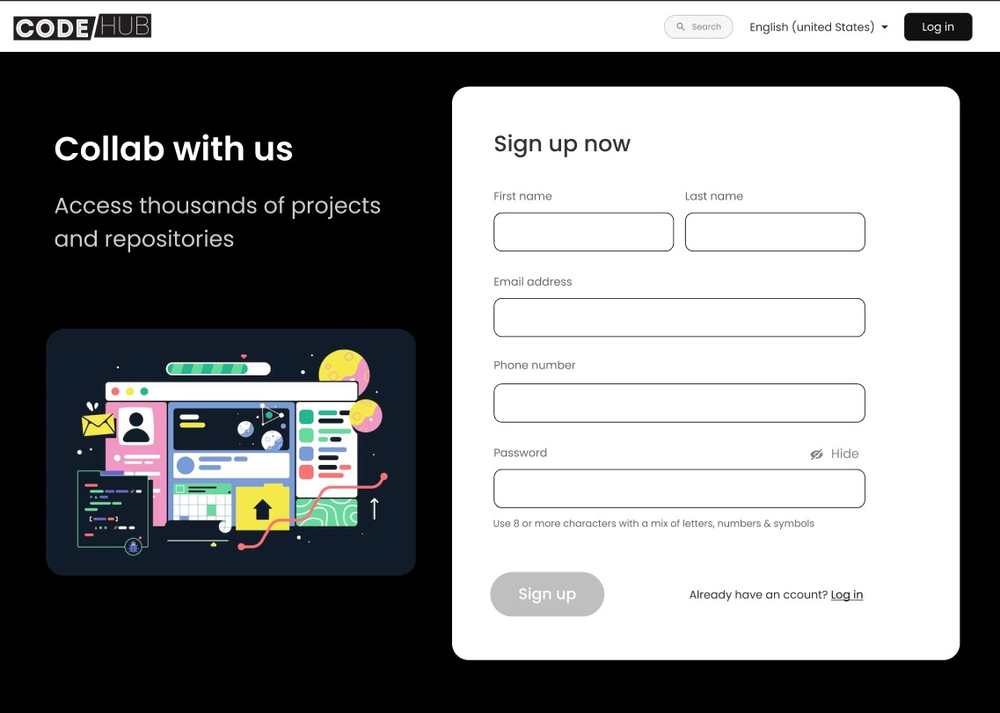 CODE/HUB
Search
English (united States)
Log in
Collab with us
Access thousands of projects
and repositories
Sign up now
First name
Last name
Email address
Phone number
Password
Hide
Use 8 or more characters with a mix of letters, numbers & symbols
Sign up
Already have an ccount? Log in